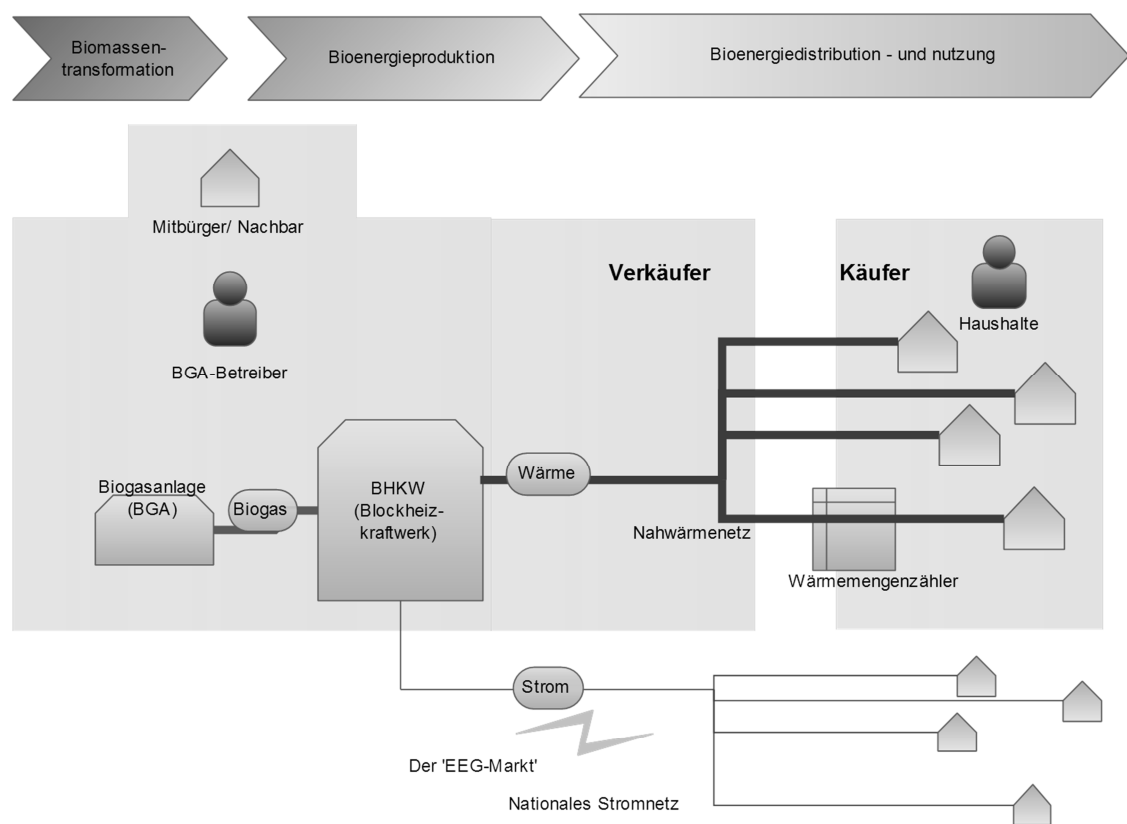 Biomassen-
transformation
Bioenergieproduktion
Bioenergiedistribution - und nutzung
Mitbürger/ Nachbar
BGA-Betreiber
Verkäufer
Käufer
Haushalte
Biogasanlage
(BGA)
Biogas
BHKW
(Blockheiz-
kraftwerk)
Wärme
Nahwärmenetz
Wärmemengenzähler
Strom
Der 'EEG-Markt'
Nationales Stromnetz